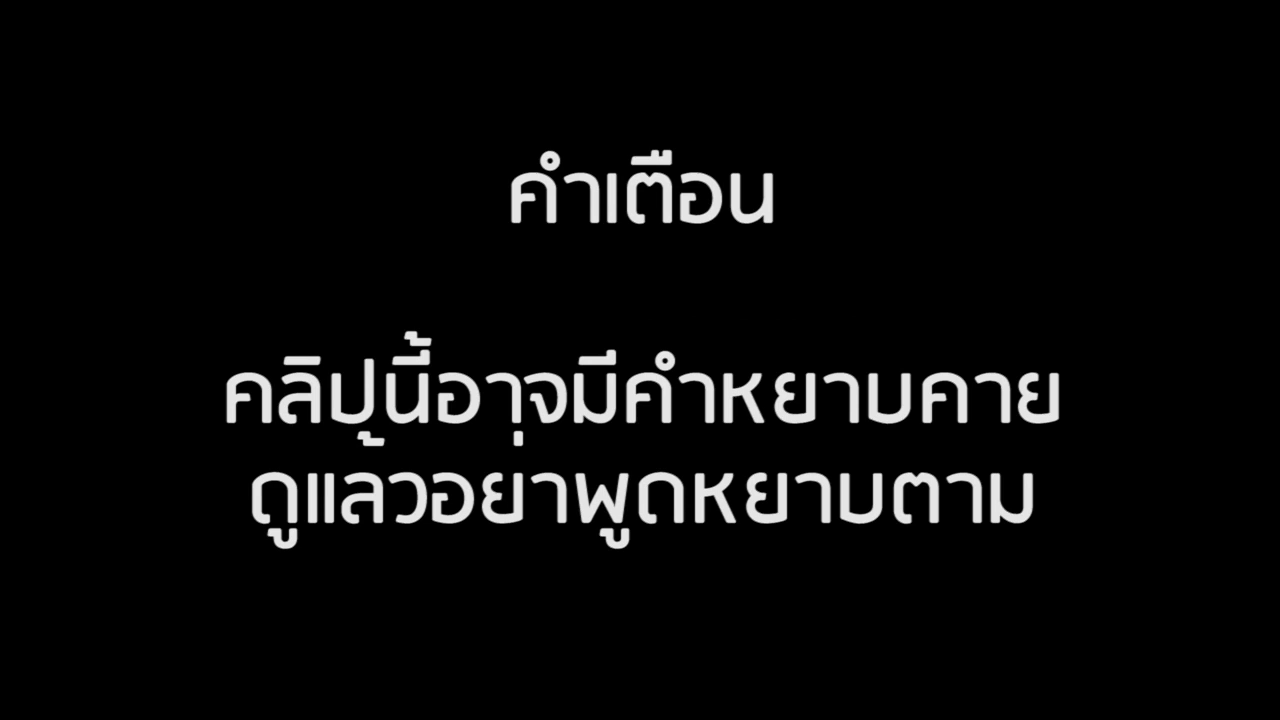 คำเตือน
คลิปนี้อาจมีคำหยาบคาย
ดูแล้วอย่าพูดหยาบตาม